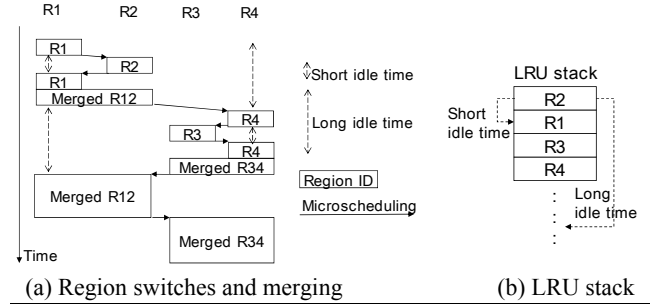 R1 R2 R3 R4
R1
R2
R1
Merged R12
R4
R3
R4
Merged R34
Merged R12
Merged R34
Time
Short idle time
Long idle time
Region ID
Microscheduling
(a) Region switches and merging
LRU stack
R2
R1
R3
R4
Short
idle time
Long
idle time
(b) LRU stack